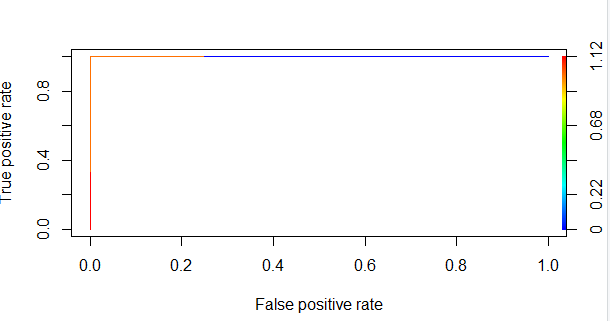 True positive rate
0.0 0.4 0.8
0.0 0.2 0.4 0.6 0.8 1.0
False positive rate
0 0.22 0.68 1.12